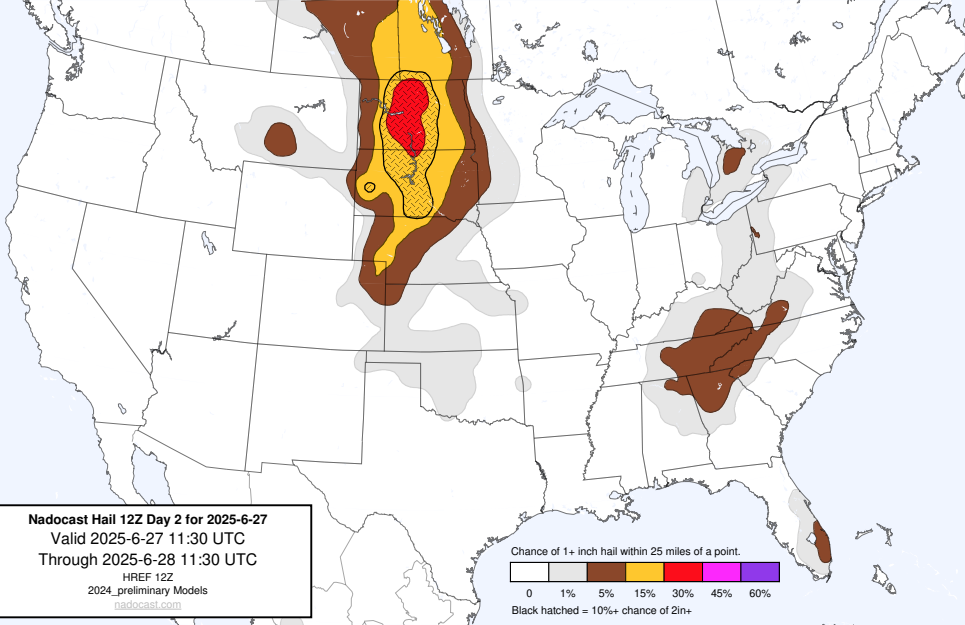 Nadocast Hail 12Z Day 2 for 2025-6-27
Valid 2025-6-27 11:30 UTC
Through 2025-6-28 11:30 UTC
HREF 12Z
2024_preliminary Models
nadocast.com
Chance of 1+ inch hail within 25 miles of a point.
0 1% 5% 15% 30% 45% 60%
Black hatched = 10%+ chance of 2in+